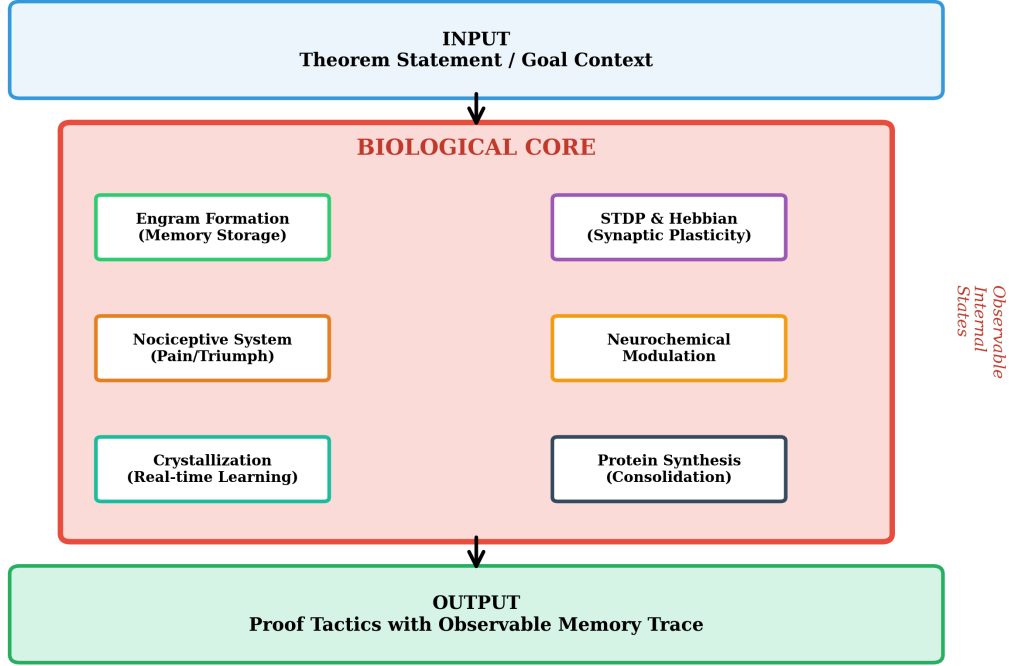 INPUT
Theorem Statement / Goal Context
BIOLOGICAL CORE
Engram Formation
(Memory Storage)
STDP & Hebbian
(Synaptic Plasticity)
Nociceptive System
(Pain/Triumph)
Neurochemical
Modulation
Crystallization
(Real-time Learning)
Protein Synthesis
(Consolidation)
Observable
Internal
States
OUTPUT
Proof Tactics with Observable Memory Trace